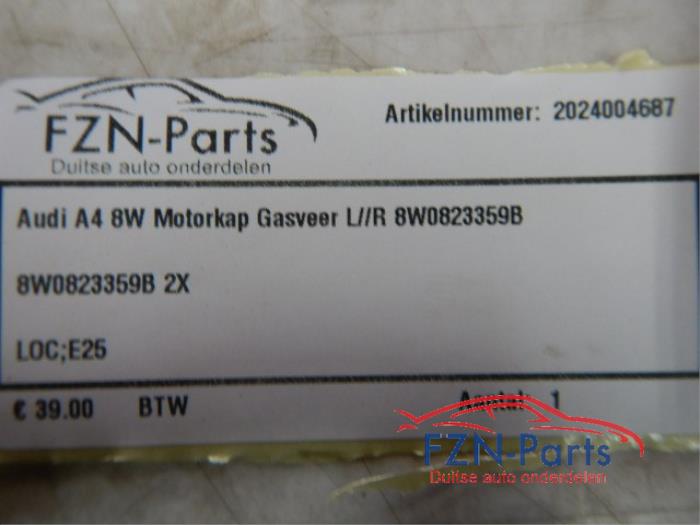 FZN-Parts
Duitse auto onderdelen
Artikelnummer: 2024004687
Audi A4 8W Motorkap Gasveer L//R 8W0823359B
8W0823359B 2X
LOC;E25
€ 39.00 BTW Aantal: 1
FZN-Parts
Duitse auto onderdelen